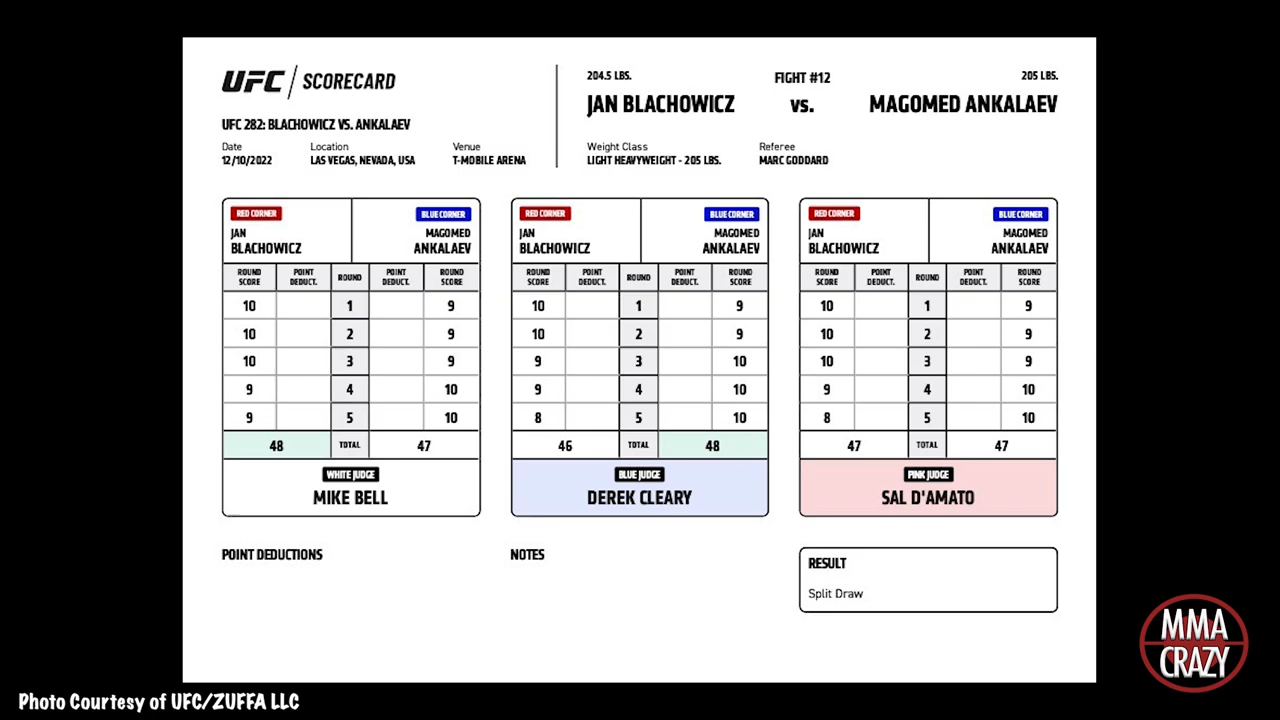 UFC / SCORECARD
UFC 282: BLACHOWICZ VS. ANKALAEV
Date Location Venue
12/10/2022 LAS VEGAS, NEVADA, USA T-MOBILE ARENA
204.5 LBS. FIGHT #12 205 LBS.
JAN BLACHOWICZ vs. MAGOMED ANKALAEV
Weight Class Referee
LIGHT HEAVYWEIGHT - 205 LBS. MARC GODDARD
RED CORNER BLUE CORNER
JAN MAGOMED
BLACHOWICZ ANKALAEV
ROUND POINT ROUND POINT ROUND
SCORE DEDUCT. DEDUCT. SCORE
10 1 9
10 2 9
10 3 9
9 4 10
9 5 10
48 TOTAL 47
WHITE JUDGE
MIKE BELL
RED CORNER BLUE CORNER
JAN MAGOMED
BLACHOWICZ ANKALAEV
ROUND POINT ROUND POINT ROUND
SCORE DEDUCT. DEDUCT. SCORE
10 1 9
10 2 9
9 3 10
9 4 10
8 5 10
46 TOTAL 48
BLUE JUDGE
DEREK CLEARY
RED CORNER BLUE CORNER
JAN MAGOMED
BLACHOWICZ ANKALAEV
ROUND POINT ROUND POINT ROUND
SCORE DEDUCT. DEDUCT. SCORE
10 1 9
10 2 9
10 3 9
9 4 10
8 5 10
47 TOTAL 47
PINK JUDGE
SAL D'AMATO
POINT DEDUCTIONS
NOTES
RESULT
Split Draw
MMA
CRAZY
Photo Courtesy of UFC/ZUFFA LLC